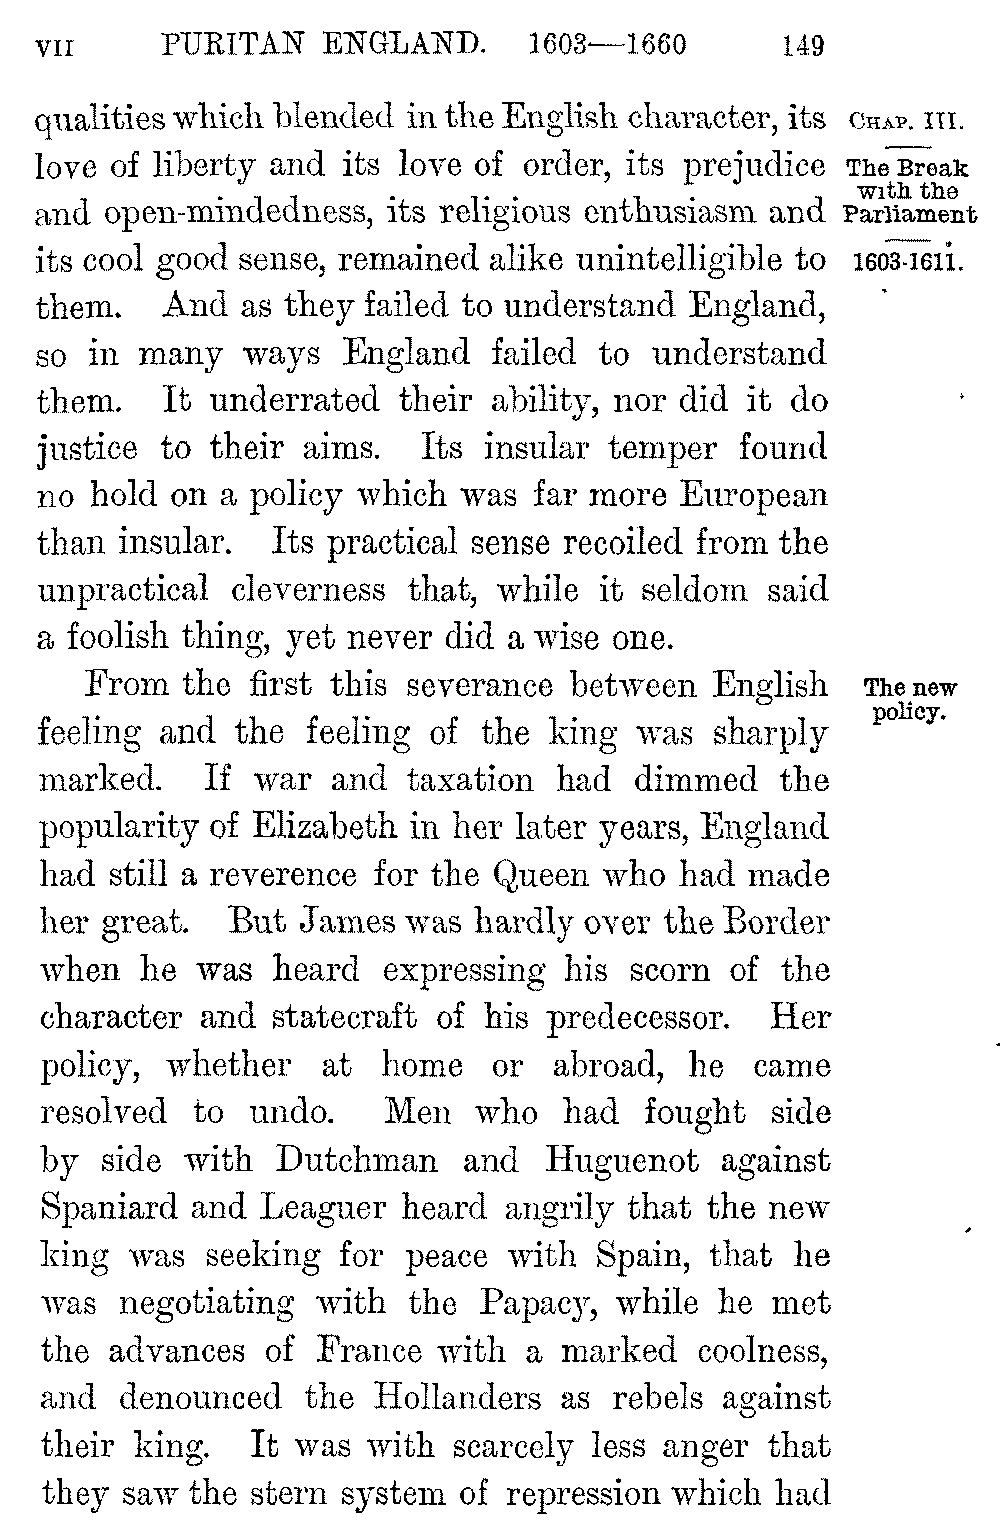 VII PURITAN ENGLAND. 1603—1660 149
qualities which blended in the English character, its
love of liberty and its love of order, its prejudice
and open-mindedness, its religious enthusiasm and
its cool good sense, remained alike unintelligible to
them. And as they failed to understand England,
so in many ways England failed to understand
them. It underrated their ability, nor did it do
justice to their aims. Its insular temper found
no hold on a policy which was far more European
than insular. Its practical sense recoiled from the
unpractical cleverness that, while it seldom said
a foolish thing, yet never did a wise one.
From the first this severance between English
feeling and the feeling of the king was sharply
marked. If war and taxation had dimmed the
popularity of Elizabeth in her later years, England
had still a reverence for the Queen who had made
her great. But James was hardly over the Border
when he was heard expressing his scorn of the
character and statecraft of his predecessor. Her
policy, whether at home or abroad, he came
resolved to undo. Men who had fought side
by side with Dutchman and Huguenot against
Spaniard and Leaguer heard angrily that the new
king was seeking for peace with Spain, that he
was negotiating with the Papacy, while he met
the advances of France with a marked coolness,
and denounced the Hollanders as rebels against
their king. It was with scarcely less anger that
they saw the stern system of repression which had
CHAP. III.
The Break
with the
Parliament
1603-1611.
The new
policy.